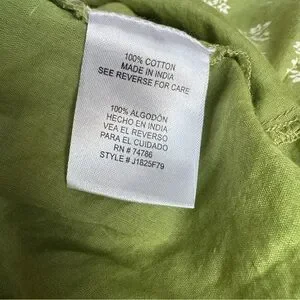 100% COTTON
MADE IN INDIA
SEE REVERSE FOR CARE
100% ALGODÓN
HECHO EN INDIA
VEA EL REVERSO
PARA EL CUIDADO
RN # 74786
STYLE # J1825F79